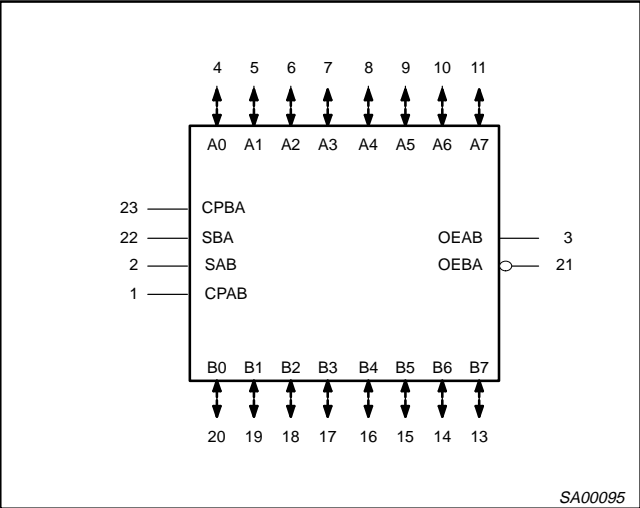 4 5 6 7 8 9 10 11
A0 A1 A2 A3 A4 A5 A6 A7
23 CPBA
22 SBA OEAB 3
2 SAB OEBA 21
1 CPAB
B0 B1 B2 B3 B4 B5 B6 B7
20 19 18 17 16 15 14 13
SA00095